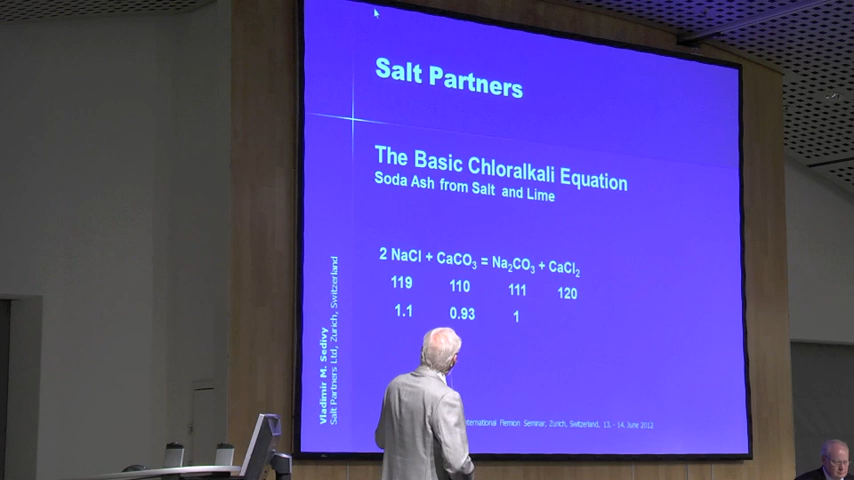 Salt Partners
The Basic Chloralkali Equation
Soda Ash from Salt and Lime
2 NaCl + CaCO₃ = Na₂CO₃ + CaCl₂
119 110 111 120
1.1 0.93 1
Vladimir M. Sedivy
Salt Partners Ltd, Zurich, Switzerland
International Flemion Seminar, Zurich, Switzerland, 13. - 14. June 2012